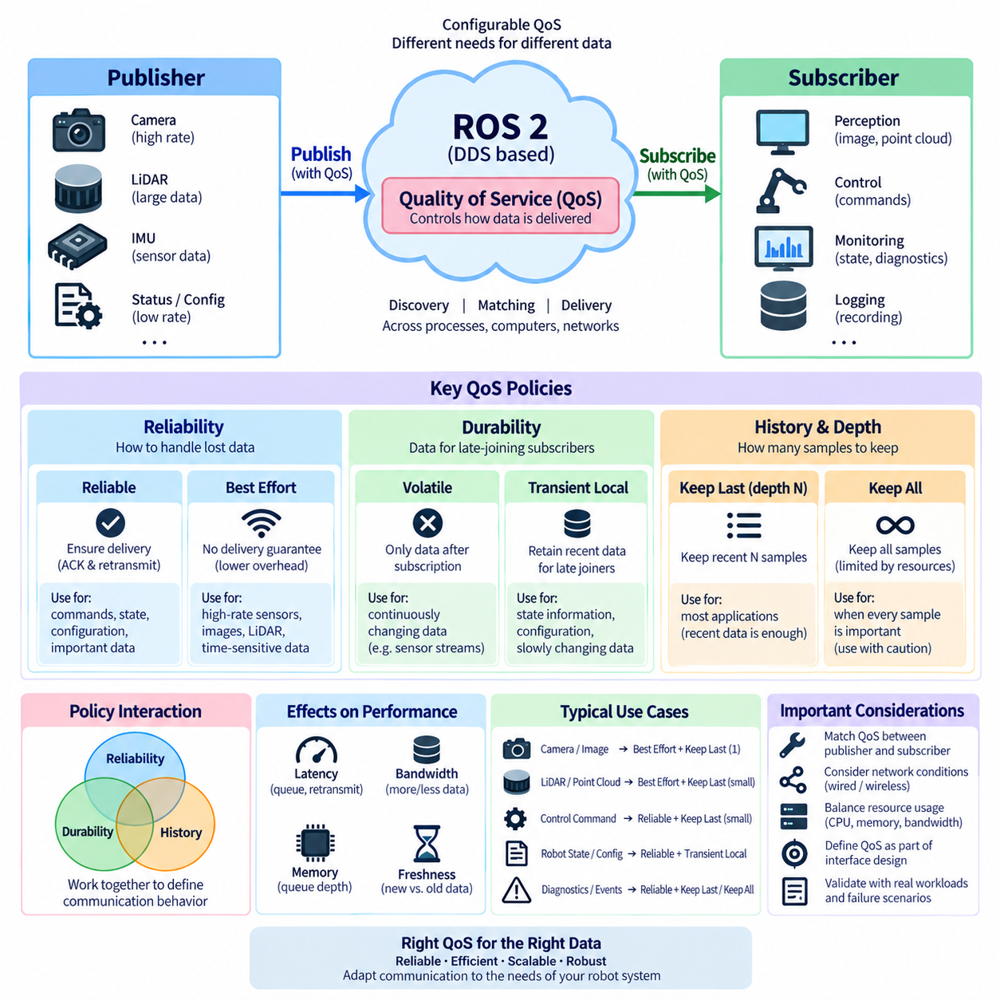 Configurable QoS
Different needs for different data
Publisher
Camera
(high rate)
LiDAR
(large data)
IMU
(sensor data)
Status / Config
(low rate)
...
Publish
(with QoS)
ROS 2
(DDS based)
Quality of Service (QoS)
Controls how data is delivered
Discovery | Matching | Delivery
Across processes, computers, networks
Subscribe
(with QoS)
Subscriber
Perception
(image, point cloud)
Control
(commands)
Monitoring
(state, diagnostics)
Logging
(recording)
...
Key QoS Policies
Reliability
How to handle lost data
Reliable
Ensure delivery
(ACK & retransmit)
Use for:
commands, state,
configuration,
important data
Best Effort
No delivery guarantee
(lower overhead)
Use for:
high-rate sensors,
images, LiDAR,
time-sensitive data
Durability
Data for late-joining subscribers
Volatile
Only data after
subscription
Use for:
continuously
changing data
(e.g. sensor streams)
Transient Local
Retain recent data
for late joiners
Use for:
state information,
configuration,
slowly changing data
History & Depth
How many samples to keep
Keep Last (depth N)
Keep recent N samples
Use for:
most applications
(recent data is enough)
Keep All
Keep all samples
(limited by resources)
Use for:
when every sample
is important
(use with caution)
Policy Interaction
Reliability
Durability
History
Work together to define
communication behavior
Effects on Performance
Latency
(queue, retransmit)
Bandwidth
(more/less data)
Memory
(queue depth)
Freshness
(new vs. old data)
Typical Use Cases
Camera / Image → Best Effort + Keep Last (1)
LiDAR / Point Cloud → Best Effort + Keep Last (small)
Control Command → Reliable + Keep Last (small)
Robot State / Config → Reliable + Transient Local
Diagnostics / Events → Reliable + Keep Last / Keep All
Important Considerations
Match QoS between
publisher and subscriber
Consider network conditions
(wired / wireless)
Balance resource usage
(CPU, memory, bandwidth)
Define QoS as part of
interface design
Validate with real workloads
and failure scenarios
Right QoS for the Right Data
Reliable · Efficient · Scalable · Robust
Adapt communication to the needs of your robot system